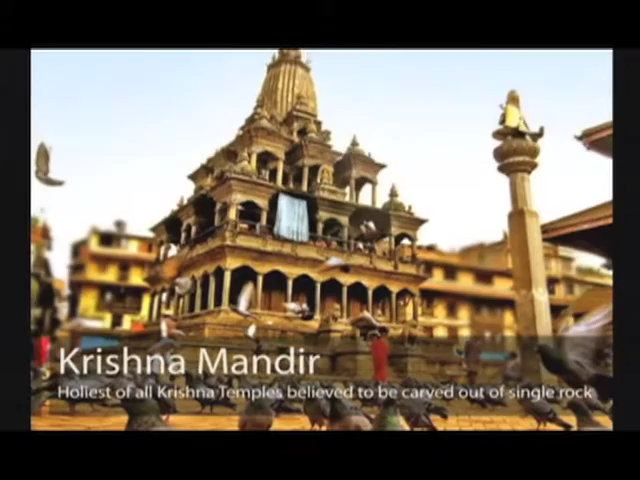 Krishna Mandir
Holiest of all Krishna Temples believed to be carved out of single rock